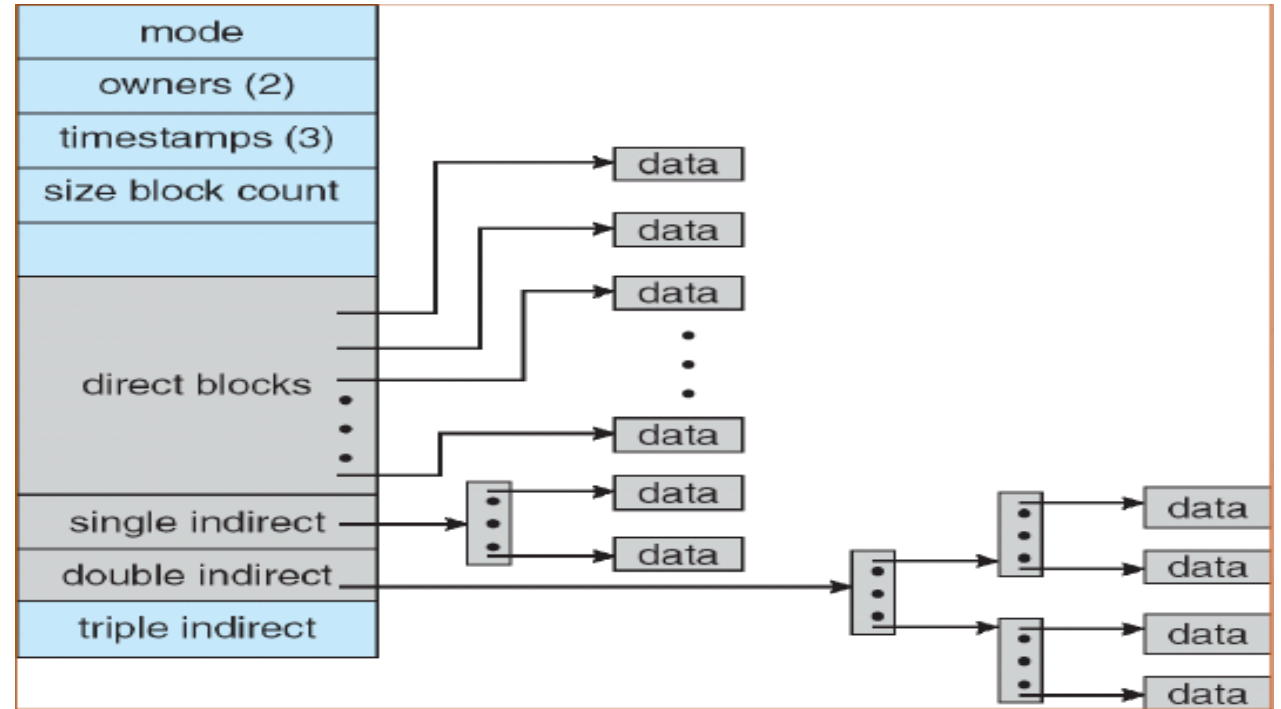 mode
owners (2)
timestamps (3)
size block count
direct blocks
single indirect
double indirect
triple indirect
data
data
data
data
data
data
data
data
data
data